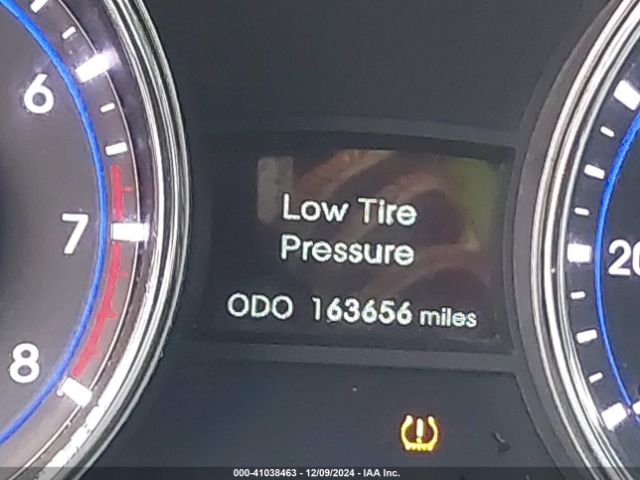 6
7
8
Low Tire
Pressure
ODO 163656 miles
20
000-41038463 - 12/09/2024 - IAA Inc.